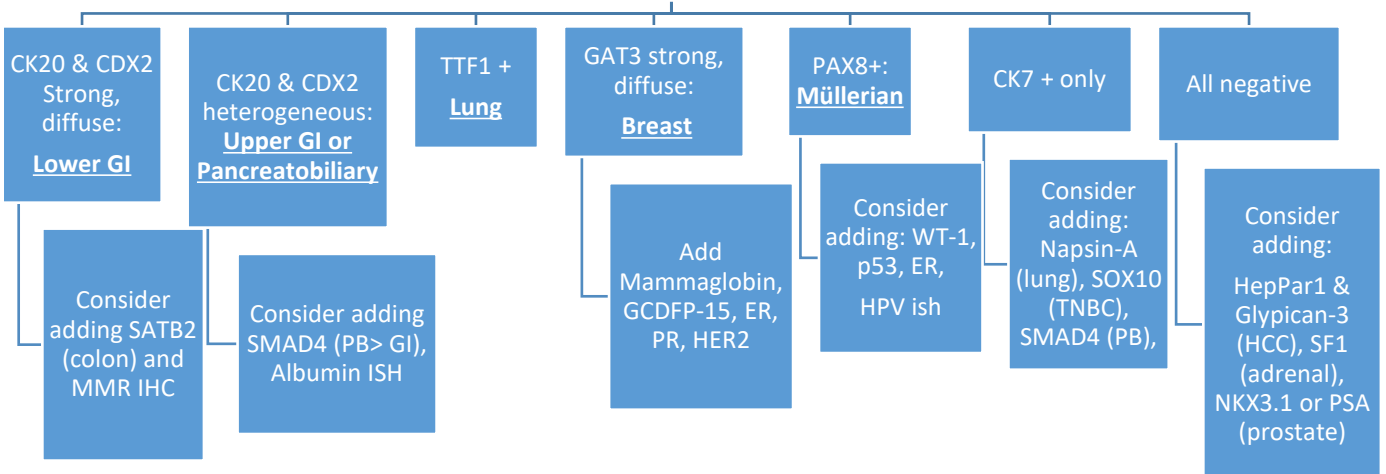 CK20 & CDX2
Strong,
diffuse:
Lower GI
CK20 & CDX2
heterogeneous:
Upper GI or
Pancreatobiliary
TTF1 +
Lung
GAT3 strong,
diffuse:
Breast
PAX8+:
Müllerian
CK7 + only
All negative
Consider
adding SATB2
(colon) and
MMR IHC
Consider adding
SMAD4 (PB> GI),
Albumin ISH
Add
Mammaglobin,
GCDFP-15, ER,
PR, HER2
Consider
adding: WT-1,
p53, ER,
HPV ish
Consider
adding:
Napsin-A
(lung), SOX10
(TNBC),
SMAD4 (PB),
Consider
adding:
HepPar1 &
Glypican-3
(HCC), SF1
(adrenal),
NKX3.1 or PSA
(prostate)